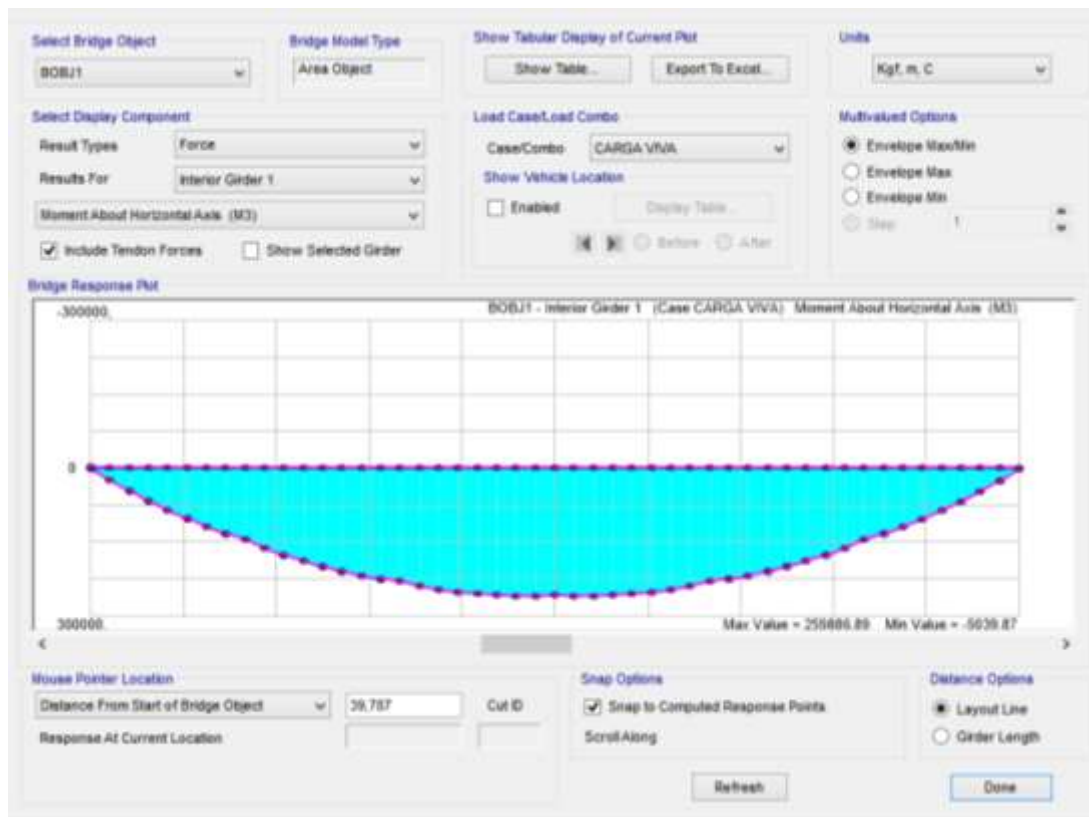 Select Bridge Object
BOBJ1
Bridge Model Type
Area Object
Show Tabular Display of Current Plot
Show Table...
Export To Excel...
Units
Kgf, m, C
Select Display Component
Result Types
Force
Results For
Interior Girder 1
Moment About Horizontal Axis (M3)
Include Tendon Forces
Show Selected Girder
Load Case/Load Combo
Case/Combo
CARGA VIVA
Show Vehicle Location
Enabled
Display Table...
Before
After
Multivalued Options
Envelope Max/Min
Envelope Max
Envelope Min
Step
1
Bridge Response Plot
-300000.
BOBJ1 - Interior Girder 1 (Case CARGA VIVA) Moment About Horizontal Axis (M3)
0
300000.
Max Value = 255886.89 Min Value = -5039.87
Mouse Pointer Location
Distance From Start of Bridge Object
39,787
Cut ID
Response At Current Location
Snap Options
Snap to Computed Response Points
Scroll Along
Distance Options
Layout Line
Girder Length
Refresh
Done